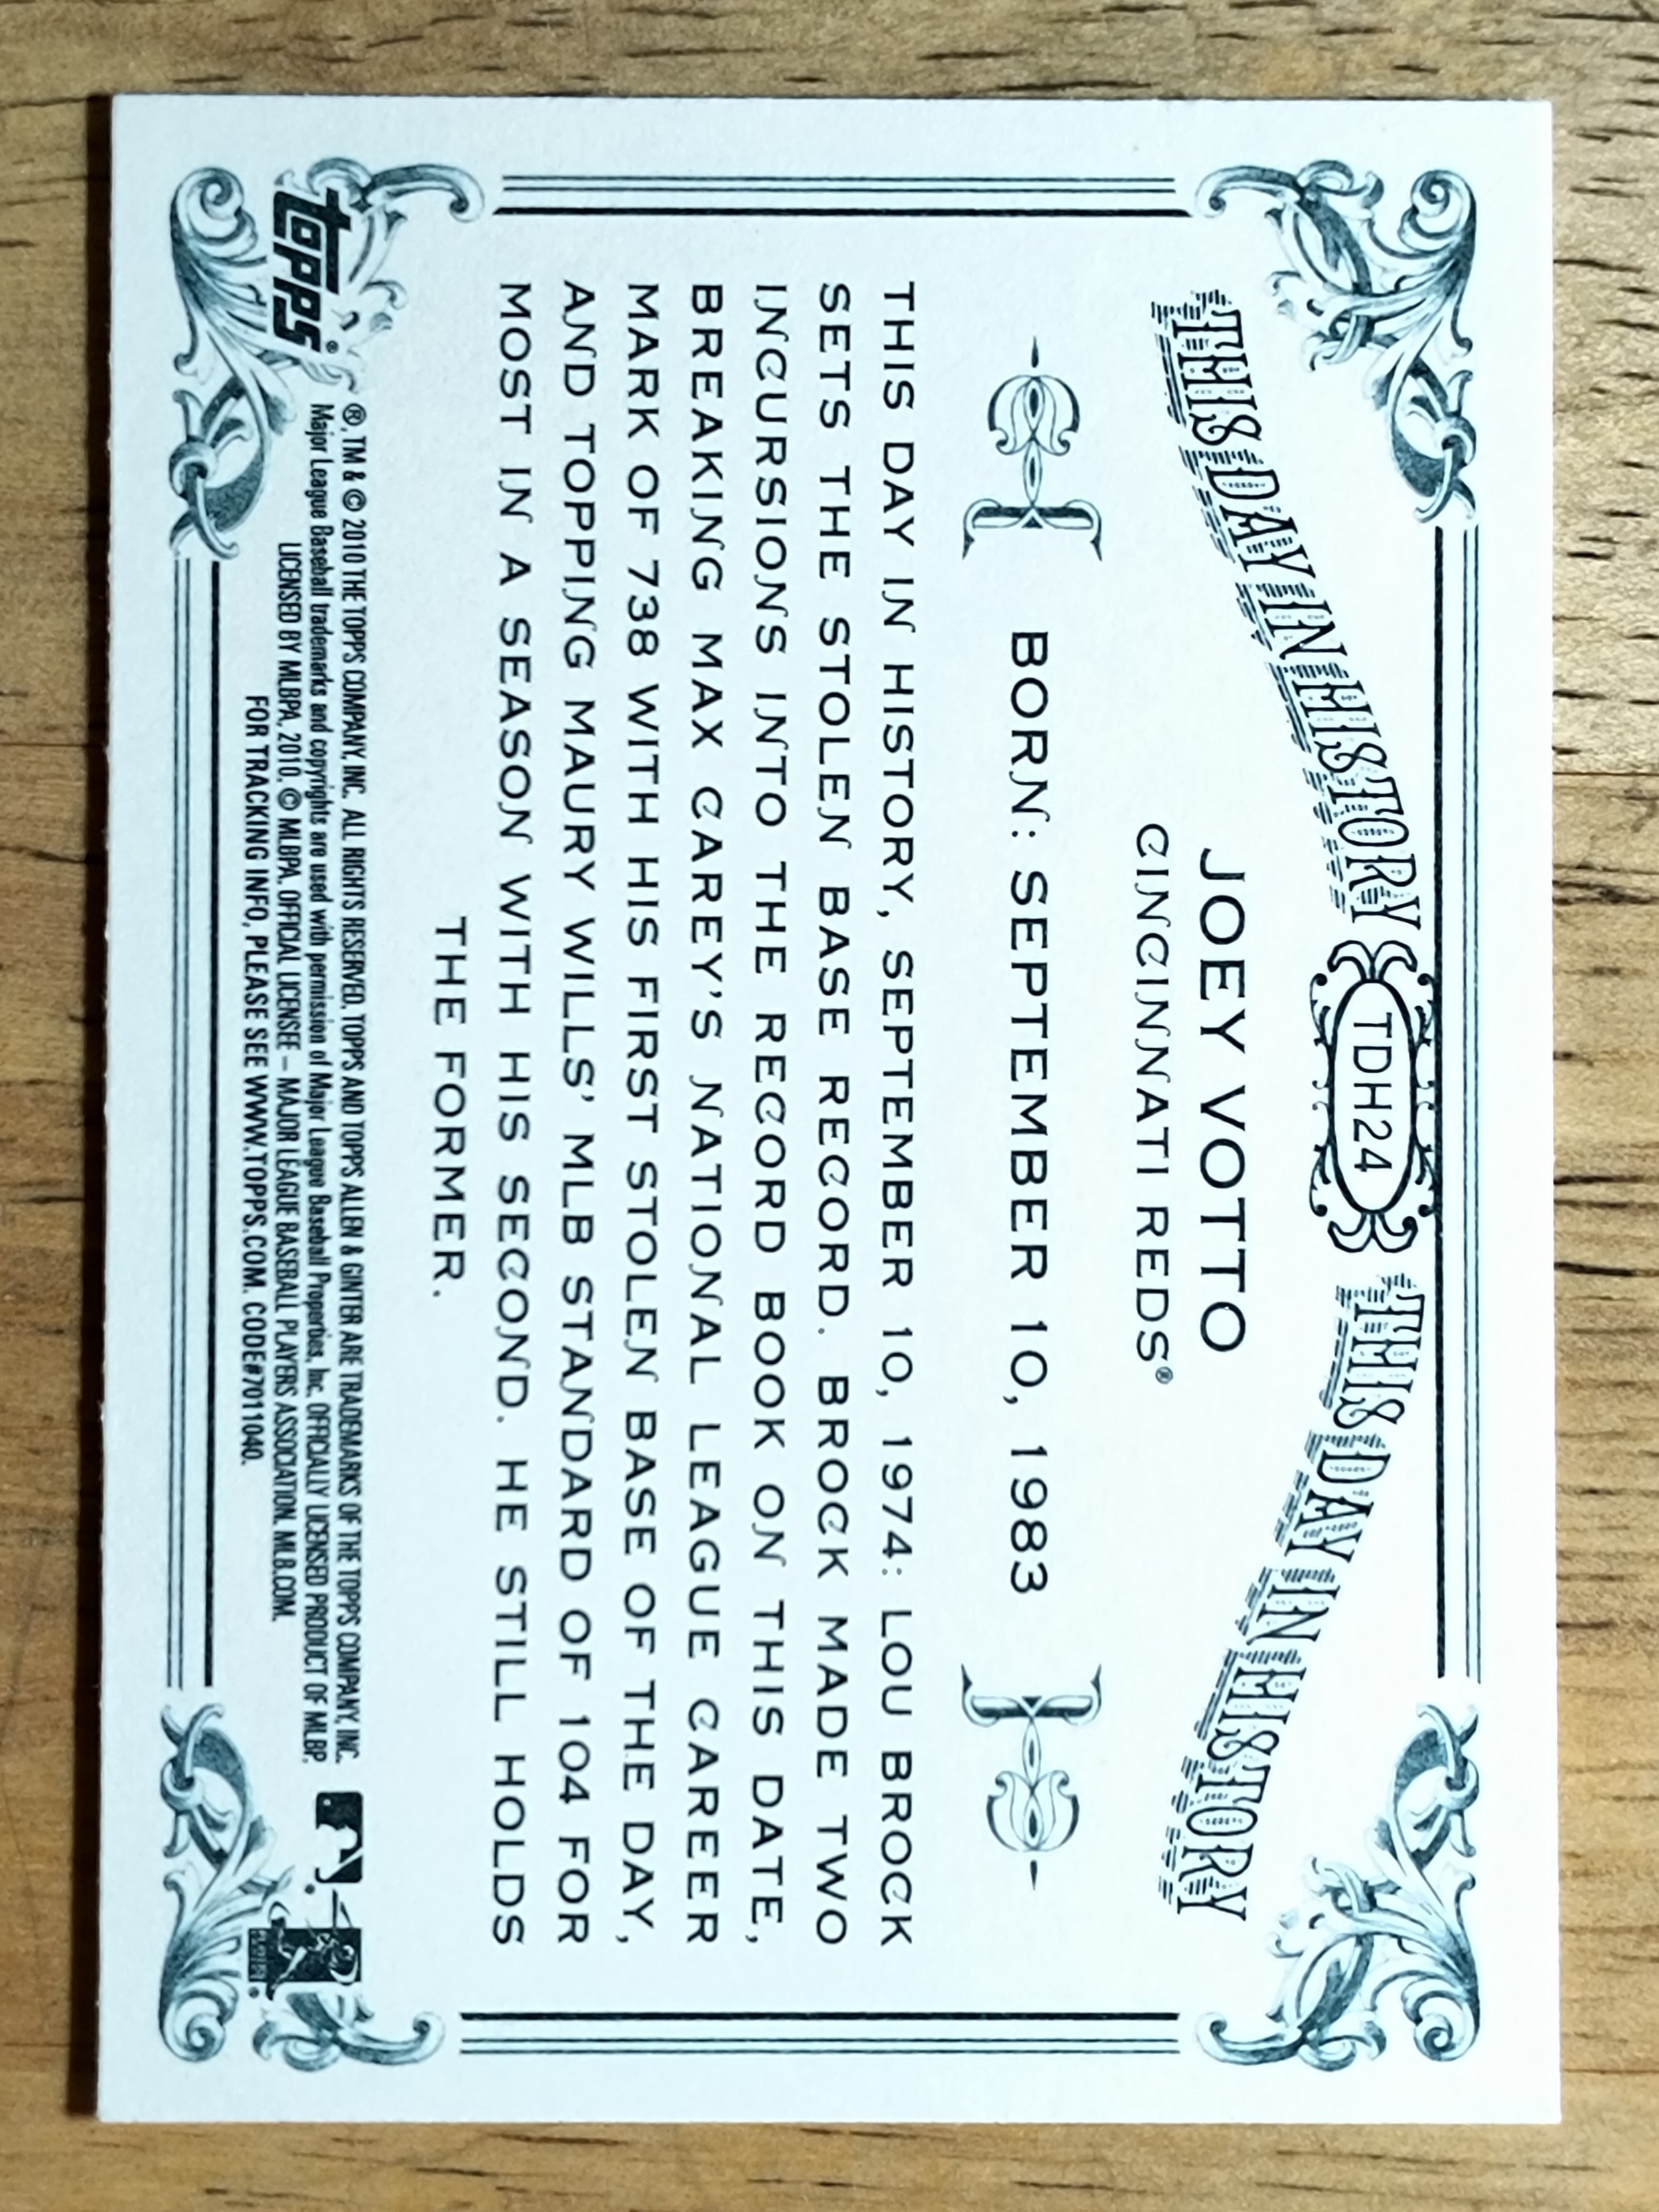 THIS DAY IN HISTORY TDH24 THIS DAY IN HISTORY
JOEY VOTTO
CINCINNATI REDS®
BORN: SEPTEMBER 10, 1983
THIS DAY IN HISTORY, SEPTEMBER 10, 1974: LOU BROCK
SETS THE STOLEN BASE RECORD. BROCK MADE TWO
INCURSIONS INTO THE RECORD BOOK ON THIS DATE,
BREAKING MAX CAREY'S NATIONAL LEAGUE CAREER
MARK OF 738 WITH HIS FIRST STOLEN BASE OF THE DAY,
AND TOPPING MAURY WILLS' MLB STANDARD OF 104 FOR
MOST IN A SEASON WITH HIS SECOND. HE STILL HOLDS
THE FORMER.
topps®
®, TM & © 2010 THE TOPPS COMPANY, INC. ALL RIGHTS RESERVED. TOPPS AND TOPPS ALLEN & GINTER ARE TRADEMARKS OF THE TOPPS COMPANY, INC.
Major League Baseball trademarks and copyrights are used with permission of Major League Baseball Properties, Inc. OFFICIALLY LICENSED PRODUCT OF MLBP.
LICENSED BY MLBPA, 2010. © MLBPA, OFFICIAL LICENSEE – MAJOR LEAGUE BASEBALL PLAYERS ASSOCIATION. MLB.COM.
FOR TRACKING INFO, PLEASE SEE WWW.TOPPS.COM. CODE#7011040.